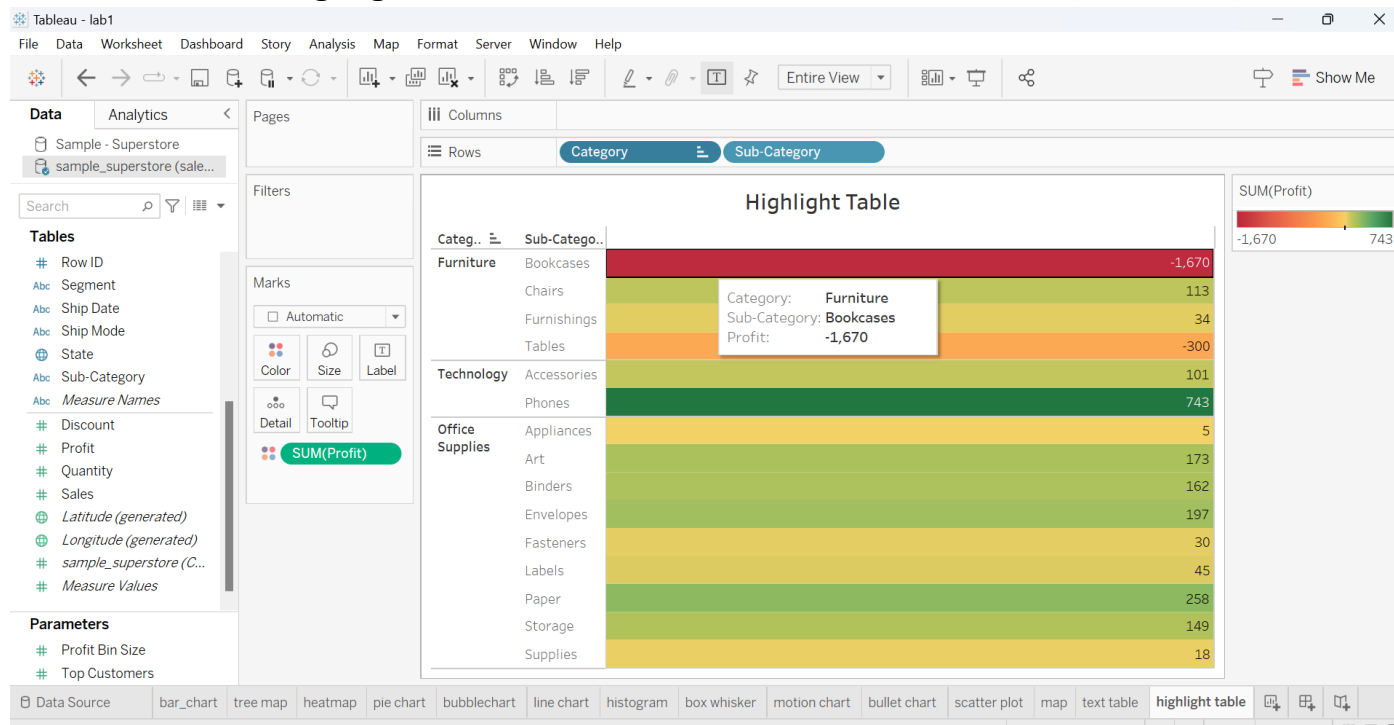 Tableau - lab1
File Data Worksheet Dashboard Story Analysis Map Format Server Window Help
Entire View
Show Me
Data Analytics
Sample - Superstore
sample_superstore (sale...
Search
Tables
# Row ID
Abc Segment
Abc Ship Date
Abc Ship Mode
State
Abc Sub-Category
Abc Measure Names
# Discount
# Profit
# Quantity
# Sales
Latitude (generated)
Longitude (generated)
# sample_superstore (C...
# Measure Values
Parameters
# Profit Bin Size
# Top Customers
Pages
Filters
Marks
Automatic
Color Size Label
Detail Tooltip
SUM(Profit)
Columns
Rows Category Sub-Category
Highlight Table
Categ.. Sub-Catego..
Furniture Bookcases -1,670
Chairs 113
Furnishings 34
Tables -300
Technology Accessories 101
Phones 743
Office Supplies Appliances 5
Art 173
Binders 162
Envelopes 197
Fasteners 30
Labels 45
Paper 258
Storage 149
Supplies 18
Category: Furniture
Sub-Category: Bookcases
Profit: -1,670
SUM(Profit)
-1,670 743
Data Source bar_chart tree map heatmap pie chart bubblechart line chart histogram box whisker motion chart bullet chart scatter plot map text table highlight table